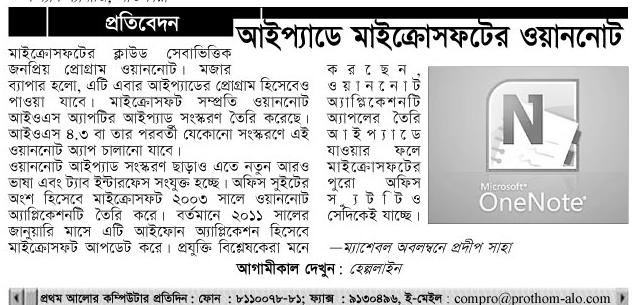 প্রতিবেদন
আইপ্যাডে মাইক্রোসফটের ওয়াননোট
মাইক্রোসফটের ক্লাউড সেবাভিত্তিক
জনপ্রিয় প্রোগ্রাম ওয়াননোট। মজার
ব্যাপার হলো, এটি এবার আইপ্যাডের প্রোগ্রাম হিসেবেও
পাওয়া যাবে। মাইক্রোসফট সম্প্রতি ওয়াননোট
আইওএস অ্যাপটির আইপ্যাড সংস্করণ তৈরি করেছে।
আইওএস ৪.৩ বা তার পরবর্তী যেকোনো সংস্করণে এই
ওয়াননোট অ্যাপ চালানো যাবে।
ওয়াননোট আইপ্যাড সংস্করণ ছাড়াও এতে নতুন আরও
ভাষা এবং ট্যাব ইন্টারফেস সংযুক্ত হচ্ছে। অফিস সুইটের
অংশ হিসেবে মাইক্রোসফট ২০০৩ সালে ওয়াননোট
অ্যাপ্লিকেশনটি তৈরি করে। বর্তমানে ২০১১ সালের
জানুয়ারি মাসে এটি আইফোন অ্যাপ্লিকেশন হিসেবে
মাইক্রোসফট আপডেট করে। প্রযুক্তি বিশ্লেষকেরা মনে
করছেন,
ওয়াননোট
অ্যাপ্লিকেশনটি
অ্যাপলের তৈরি
আইপ্যাডে
যাওয়ার ফলে
মাইক্রোসফটের
পুরো অফিস
সেদিকেই যাচ্ছে।
Microsoft®
OneNote®
—ম্যাশেবল অবলম্বনে প্রদীপ সাহা
আগামীকাল দেখুন : হেল্পলাইন
প্রথম আলোর কম্পিউটার প্রতিদিন : ফোন : ৮১১০০৭৮-৮১; ফ্যাক্স : ৯১৩০৪৯৬, ই-মেইল : compro@prothom-alo.com